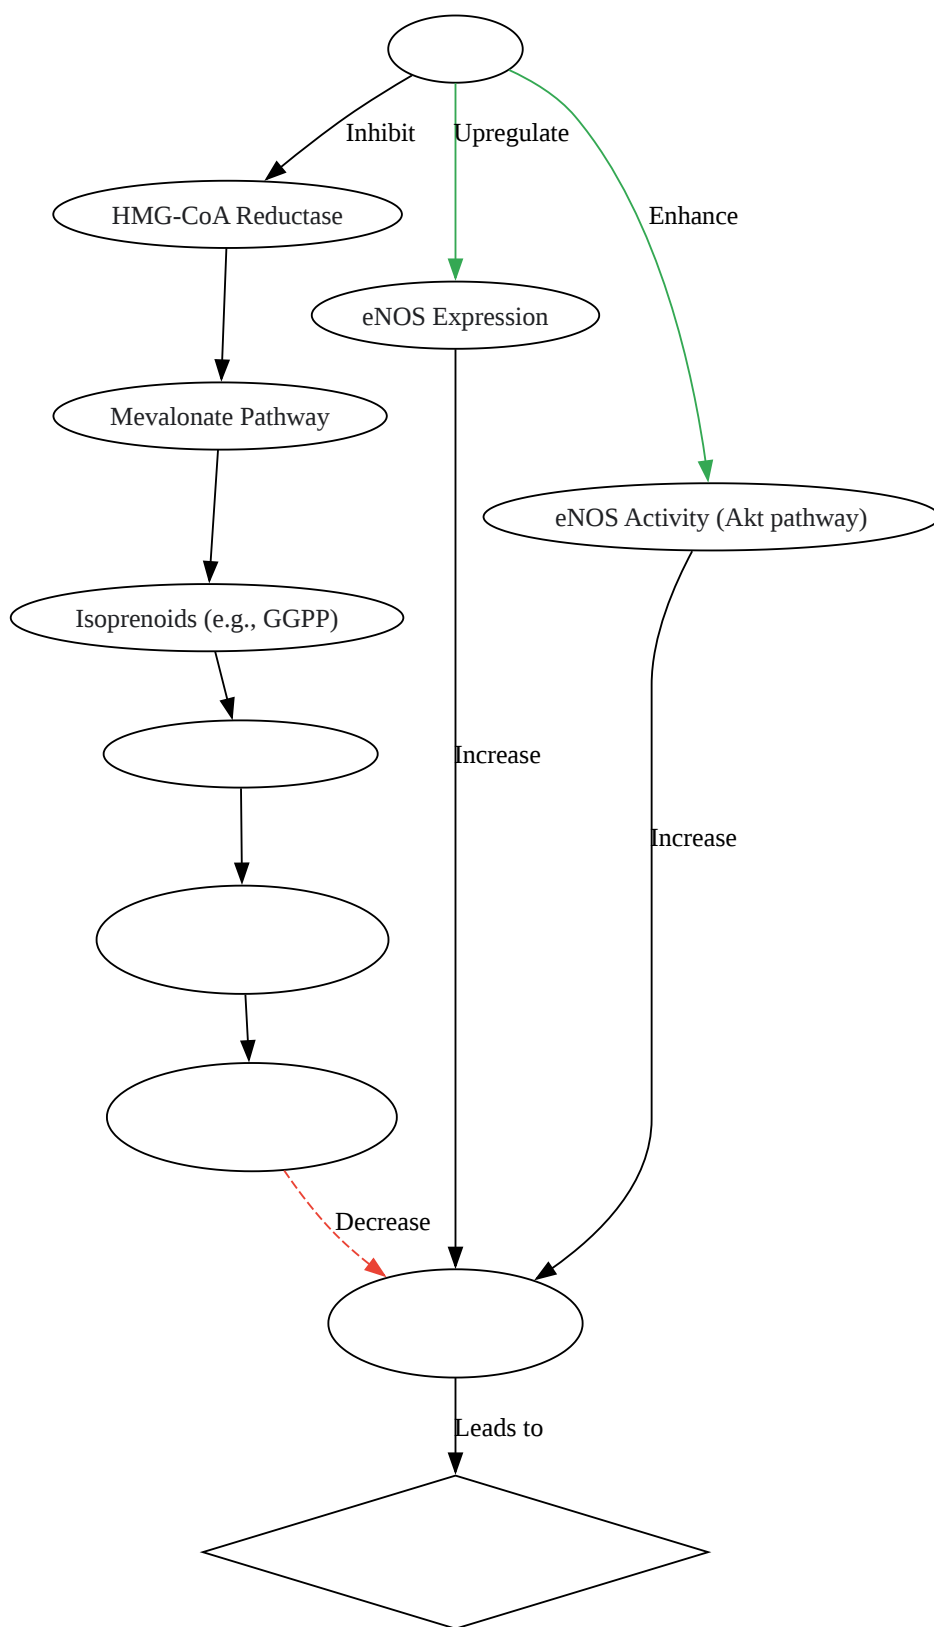 Inhibit
Upregulate
HMG-CoA Reductase
Enhance
eNOS Expression
Mevalonate Pathway
eNOS Activity (Akt pathway)
Isoprenoids (e.g., GGPP)
Increase
Increase
Decrease
Leads to